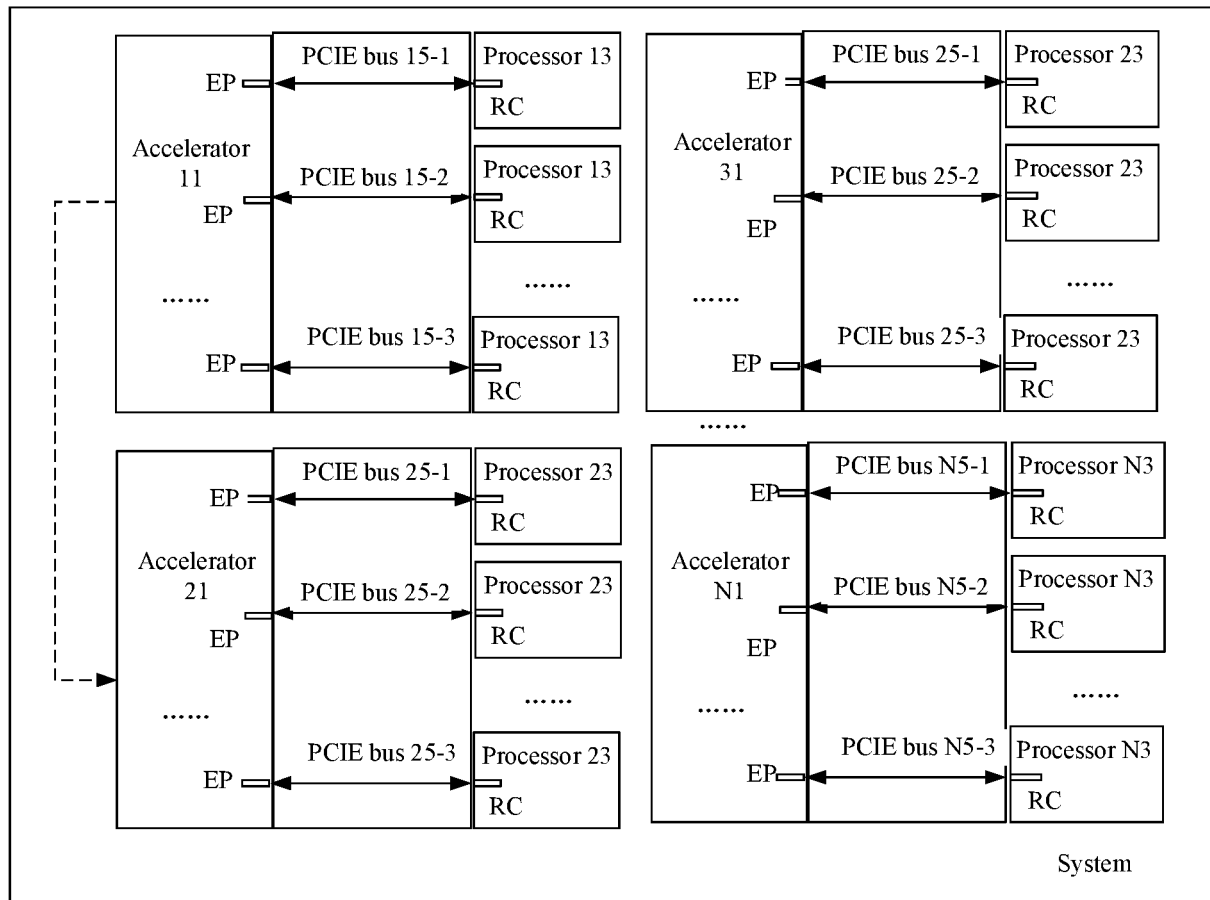 PCIE bus 15-1
Processor 13
EP
RC
Accelerator
11
PCIE bus 15-2
Processor 13
EP
RC
......
......
PCIE bus 15-3
Processor 13
EP
RC
PCIE bus 25-1
Processor 23
EP
RC
Accelerator
31
PCIE bus 25-2
Processor 23
EP
RC
......
......
PCIE bus 25-3
Processor 23
EP
RC
......
PCIE bus 25-1
Processor 23
EP
RC
Accelerator
21
PCIE bus 25-2
Processor 23
EP
RC
......
......
PCIE bus 25-3
Processor 23
EP
RC
PCIE bus N5-1
Processor N3
EP
RC
Accelerator
N1
PCIE bus N5-2
Processor N3
EP
RC
......
......
PCIE bus N5-3
Processor N3
EP
RC
System